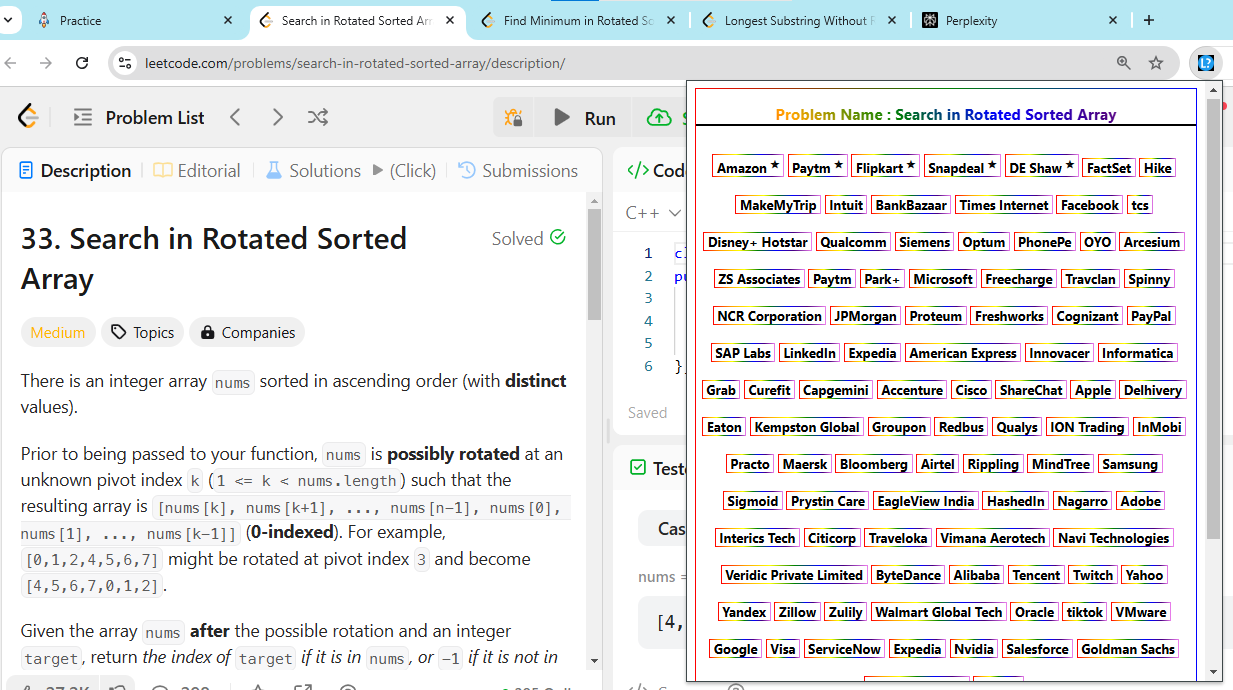 Practice
Search in Rotated Sorted Arr
Find Minimum in Rotated So
Longest Substring Without R
Perplexity
leetcode.com/problems/search-in-rotated-sorted-array/description/
Problem List
Run
Description
Editorial
Solutions
(Click)
Submissions
33. Search in Rotated Sorted
Array
Solved
Medium
Topics
Companies
There is an integer array nums sorted in ascending order (with distinct
values).
Prior to being passed to your function, nums is possibly rotated at an
unknown pivot index k (1 <= k < nums.length) such that the
resulting array is [nums[k], nums[k+1], ..., nums[n-1], nums[0],
nums[1], ..., nums[k-1]] (0-indexed). For example,
[0,1,2,4,5,6,7] might be rotated at pivot index 3 and become
[4,5,6,7,0,1,2].
Given the array nums after the possible rotation and an integer
target, return the index of target if it is in nums, or -1 if it is not in
</> Cod
C++
1
2
3
4
5
6
}
Saved
Teste
Cas
nums =
[4,
Problem Name : Search in Rotated Sorted Array
Amazon ★ Paytm ★ Flipkart ★ Snapdeal ★ DE Shaw ★ FactSet Hike
MakeMyTrip Intuit BankBazaar Times Internet Facebook tcs
Disney+ Hotstar Qualcomm Siemens Optum PhonePe OYO Arcesium
ZS Associates Paytm Park+ Microsoft Freecharge Travclan Spinny
NCR Corporation JPMorgan Proteum Freshworks Cognizant PayPal
SAP Labs LinkedIn Expedia American Express Innovacer Informatica
Grab Curefit Capgemini Accenture Cisco ShareChat Apple Delhivery
Eaton Kempston Global Groupon Redbus Qualys ION Trading InMobi
Practo Maersk Bloomberg Airtel Rippling MindTree Samsung
Sigmoid Prystin Care EagleView India HashedIn Nagarro Adobe
Interics Tech Citicorp Traveloka Vimana Aerotech Navi Technologies
Veridic Private Limited ByteDance Alibaba Tencent Twitch Yahoo
Yandex Zillow Zulily Walmart Global Tech Oracle tiktok VMware
Google Visa ServiceNow Expedia Nvidia Salesforce Goldman Sachs